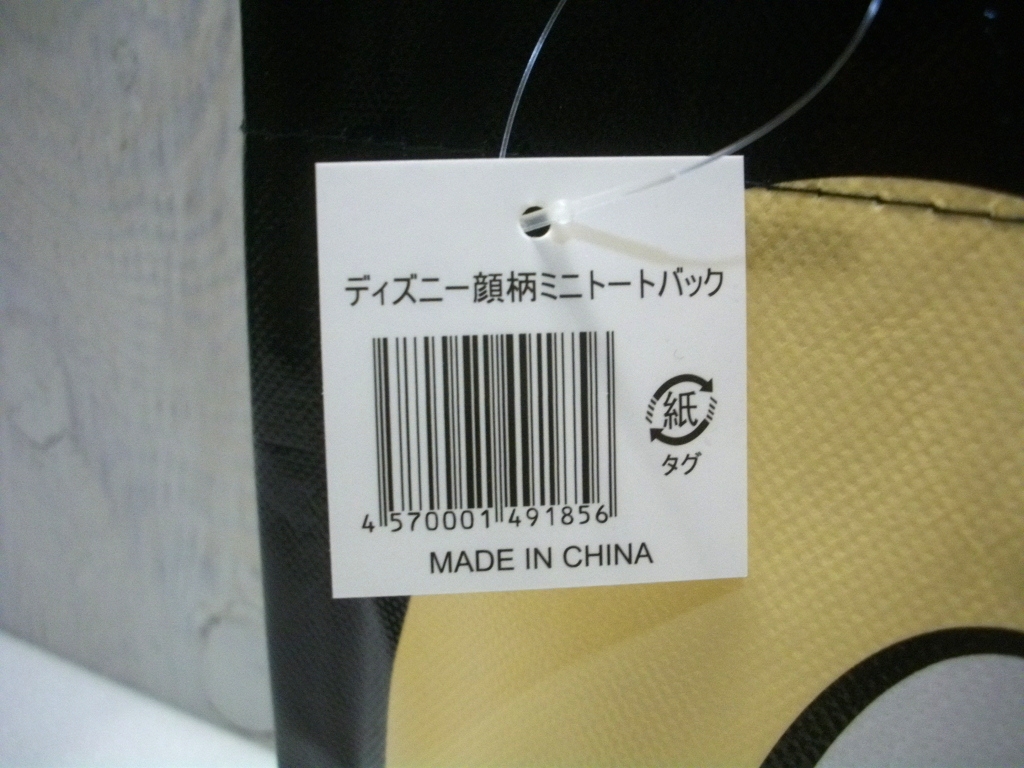 ディズニー顔柄ミニトートバック
紙
タグ
4 570001 491856
MADE IN CHINA